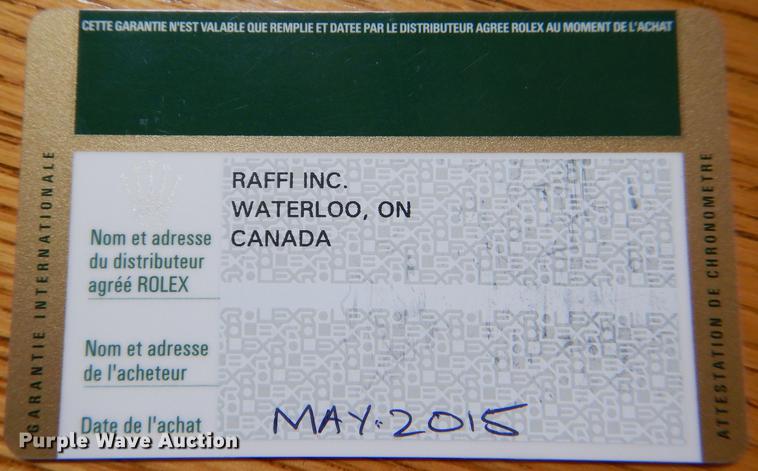 CETTE GARANTIE N'EST VALABLE QUE REMPLIE ET DATEE PAR LE DISTRIBUTEUR AGREE ROLEX AU MOMENT DE L'ACHAT
GARANTIE INTERNATIONALE
RAFFI INC.
WATERLOO, ON
CANADA
Nom et adresse
du distributeur
agréé ROLEX
Nom et adresse
de l'acheteur
Date de l'achat
MAY. 2015
ATTESTATION DE CHRONOMETRE
Purple Wave Auction